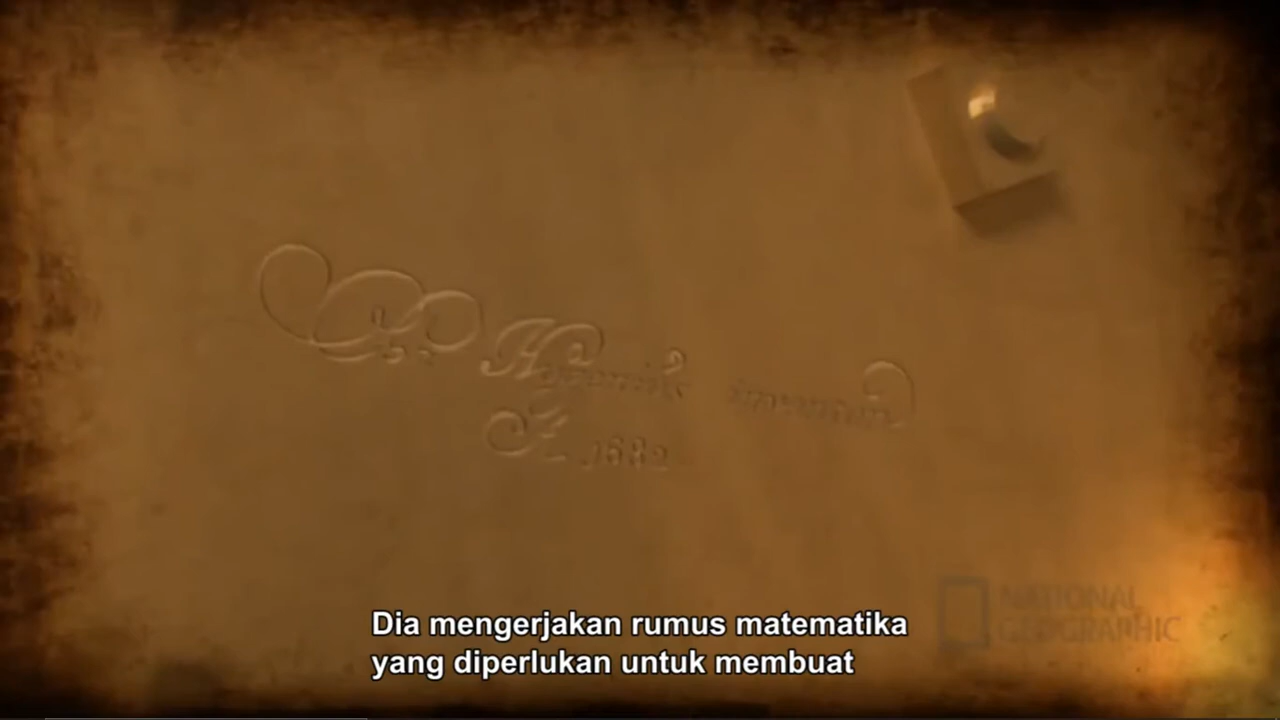 A 1682
NATIONAL
GEOGRAPHIC
Dia mengerjakan rumus matematika
yang diperlukan untuk membuat